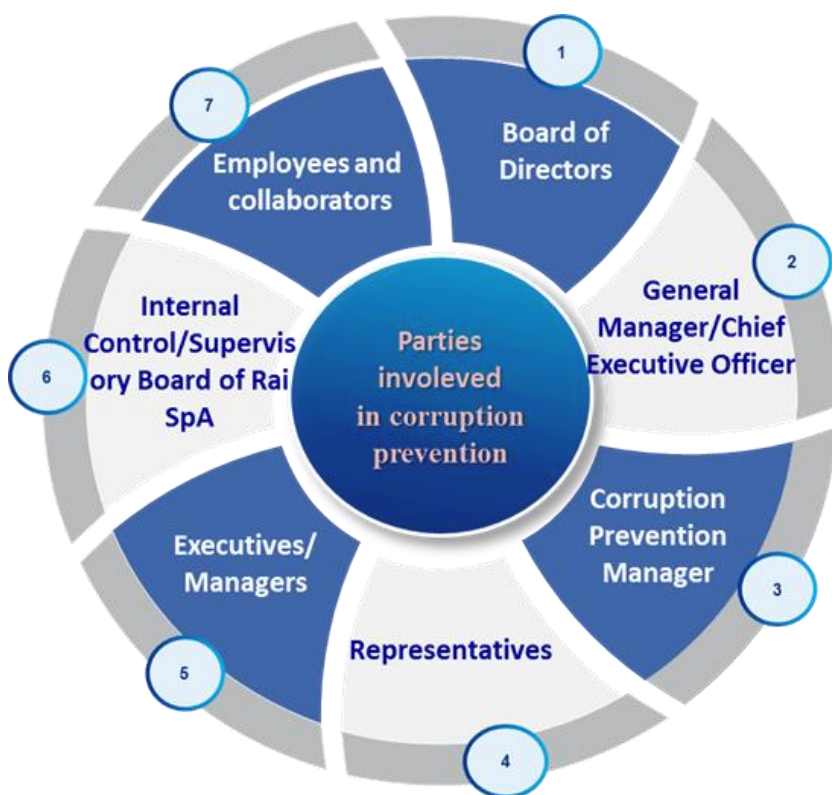 1
Board of
Directors
2
General
Manager/Chief
Executive Officer
3
Corruption
Prevention
Manager
4
Representatives
5
Executives/
Managers
6
Internal
Control/Supervis
ory Board of Rai
SpA
7
Employees and
collaborators
Parties
involeved
in corruption
prevention